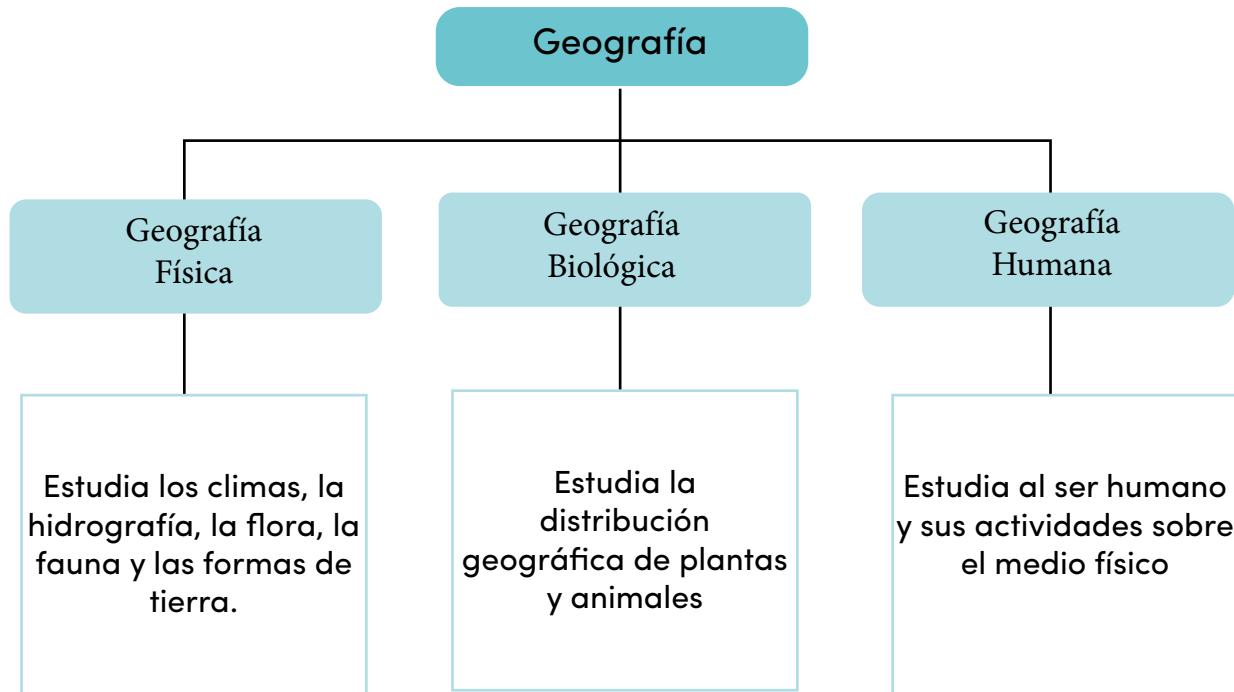 Geografía
Geografía
Física
Geografía
Biológica
Geografía
Humana
Estudia los climas, la
hidrografía, la flora, la
fauna y las formas de
tierra.
Estudia la
distribución
geográfica de plantas
y animales
Estudia al ser humano
y sus actividades sobre
el medio físico